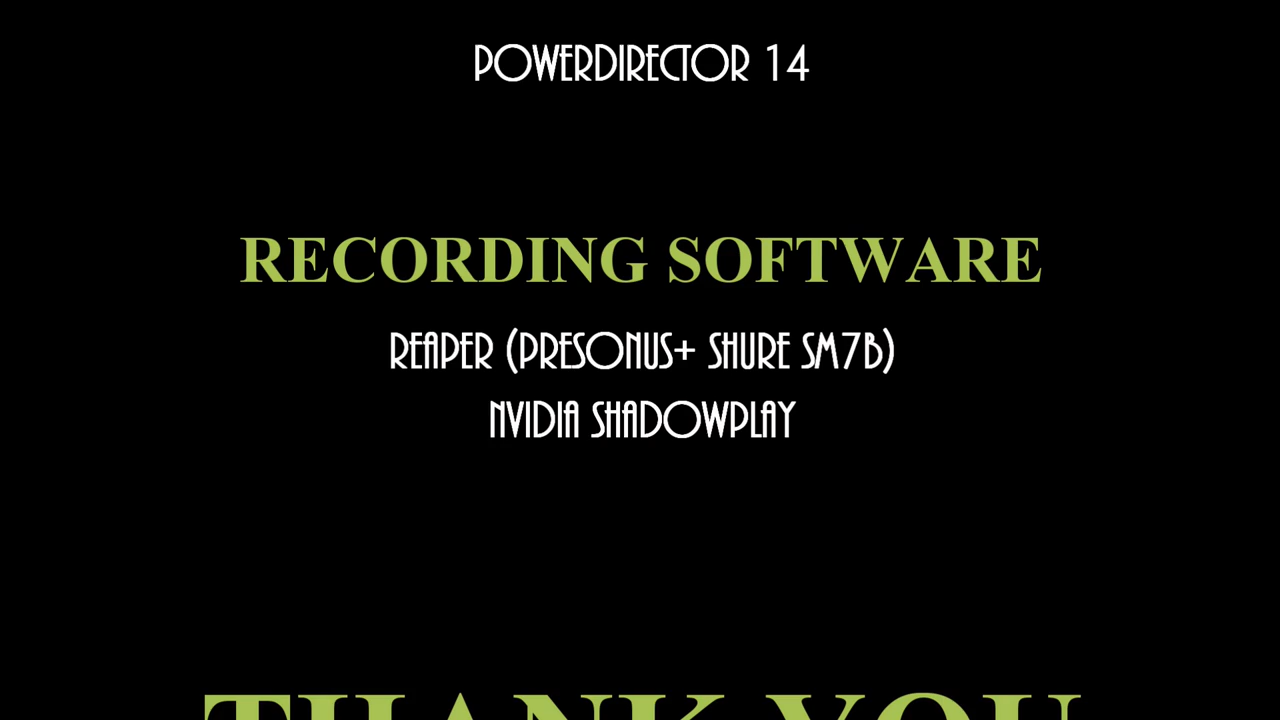 POWERDIRECTOR 14
RECORDING SOFTWARE
REAPER (PRESONUS+ SHURE SM7B)
NVIDIA SHADOWPLAY
THANK YOU